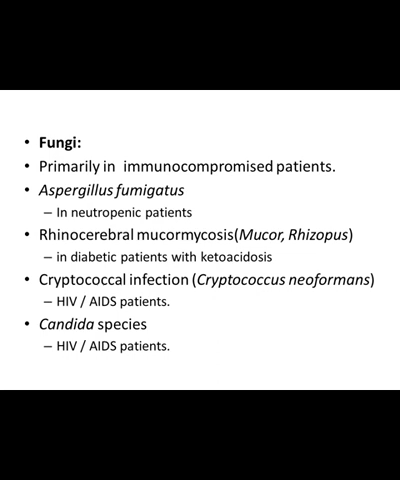 • Fungi:
• Primarily in immunocompromised patients.
• Aspergillus fumigatus
– In neutropenic patients
• Rhinocerebral mucormycosis(Mucor, Rhizopus)
– in diabetic patients with ketoacidosis
• Cryptococcal infection (Cryptococcus neoformans)
– HIV / AIDS patients.
• Candida species
– HIV / AIDS patients.